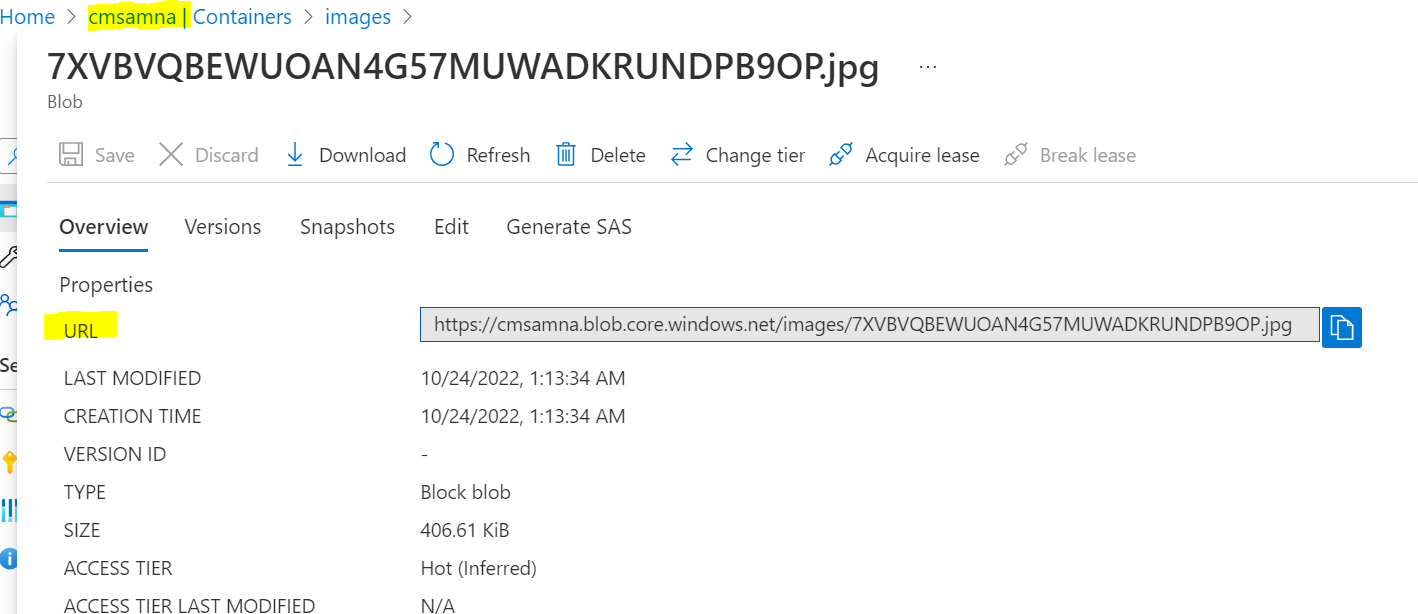 Home > cmsamna | Containers > images >
7XVBVQBEWUOAN4G57MUWADKRUNDPB9OP.jpg ...
Blob
Save Discard Download Refresh Delete Change tier Acquire lease Break lease
Overview Versions Snapshots Edit Generate SAS
Properties
URL https://cmsamna.blob.core.windows.net/images/7XVBVQBEWUOAN4G57MUWADKRUNDPB9OP.jpg
Se
LAST MODIFIED 10/24/2022, 1:13:34 AM
CREATION TIME 10/24/2022, 1:13:34 AM
VERSION ID -
TYPE Block blob
SIZE 406.61 KiB
ACCESS TIER Hot (Inferred)
ACCESS TIER LAST MODIFIED N/A